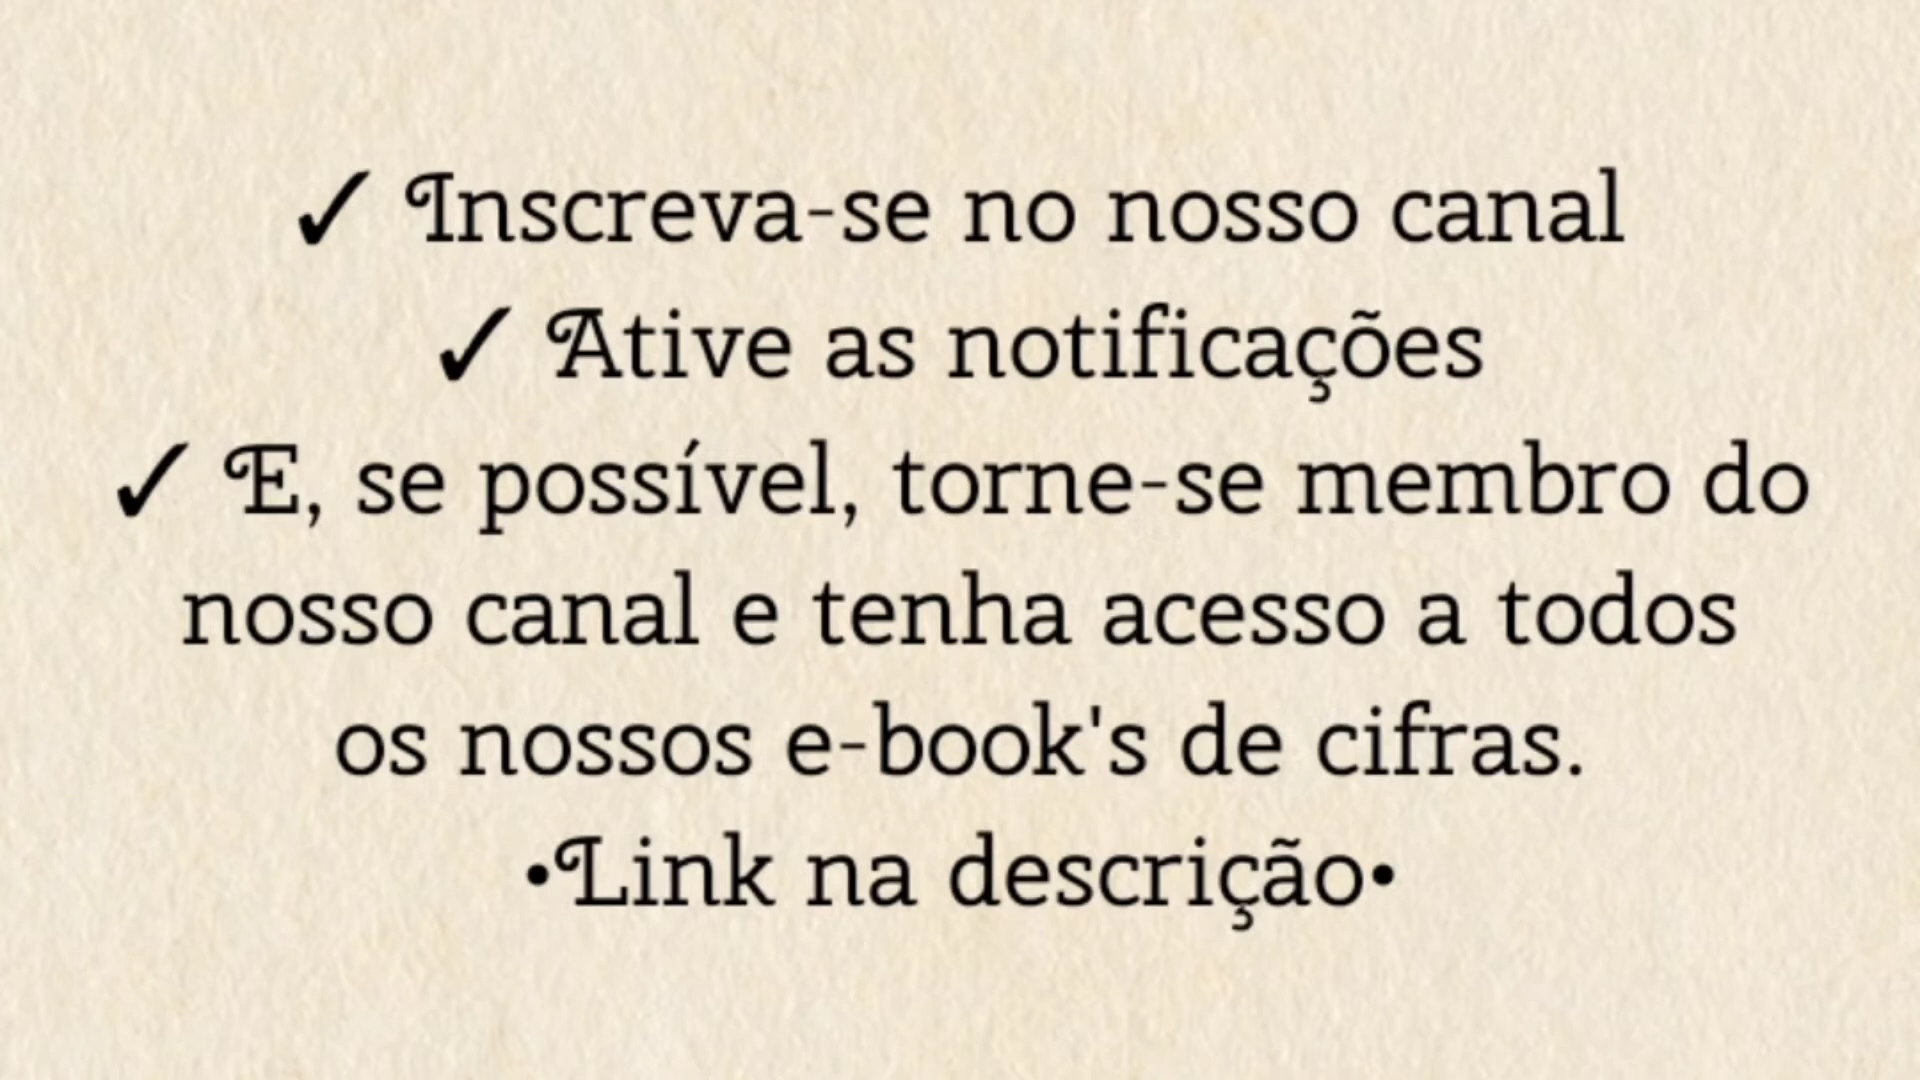 ✓ Inscreva-se no nosso canal
✓ Ative as notificações
✓ E, se possível, torne-se membro do
nosso canal e tenha acesso a todos
os nossos e-book's de cifras.
•Link na descrição•